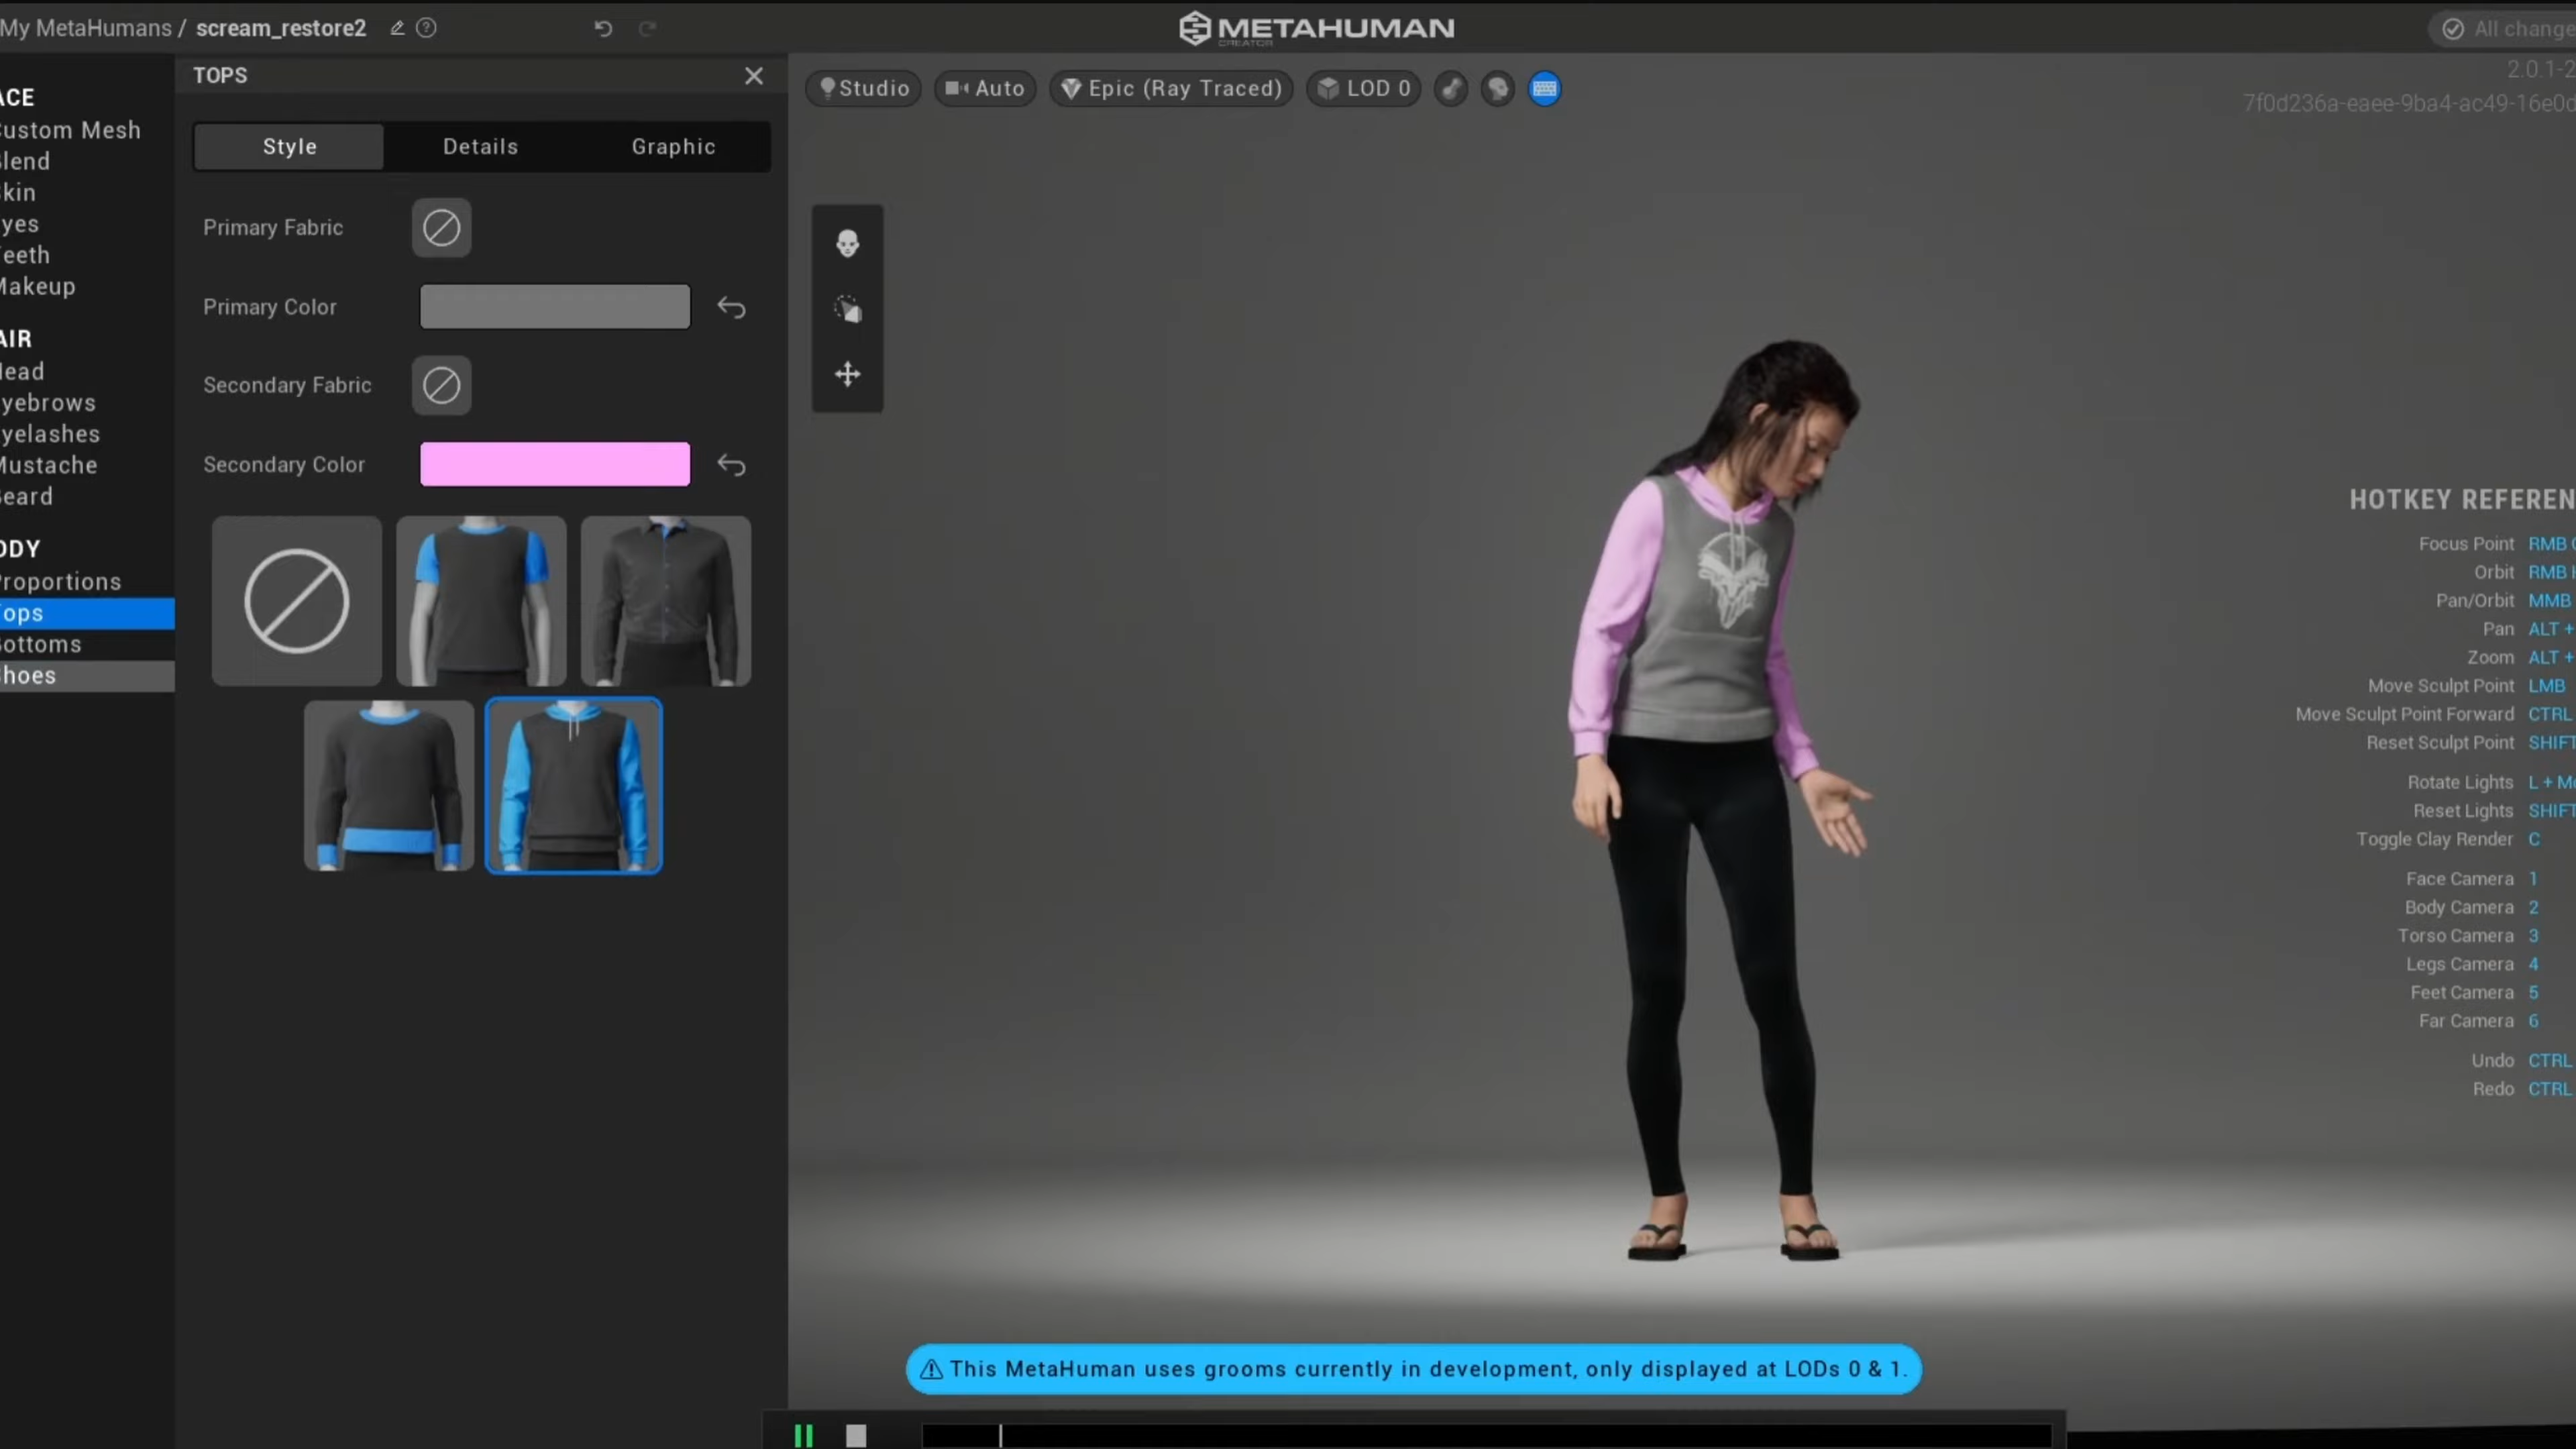 My MetaHumans / scream_restore2
METAHUMAN
CREATOR
All change
2.0.1-2
7f0d236a-eaee-9ba4-ac49-16e0d
ACE
ustom Mesh
lend
kin
yes
eeth
Makeup
AIR
ead
yebrows
yelashes
Mustache
Beard
ODY
roportions
ops
ottoms
hoes
TOPS
Style Details Graphic
Primary Fabric
Primary Color
Secondary Fabric
Secondary Color
Studio Auto Epic (Ray Traced) LOD 0
HOTKEY REFEREN
Focus Point RMB
Orbit RMB
Pan/Orbit MMB
Pan ALT +
Zoom ALT +
Move Sculpt Point LMB
Move Sculpt Point Forward CTRL
Reset Sculpt Point SHIFT
Rotate Lights L + Mo
Reset Lights SHIFT
Toggle Clay Render C
Face Camera 1
Body Camera 2
Torso Camera 3
Legs Camera 4
Feet Camera 5
Far Camera 6
Undo CTRL
Redo CTRL
This MetaHuman uses grooms currently in development, only displayed at LODs 0 & 1.